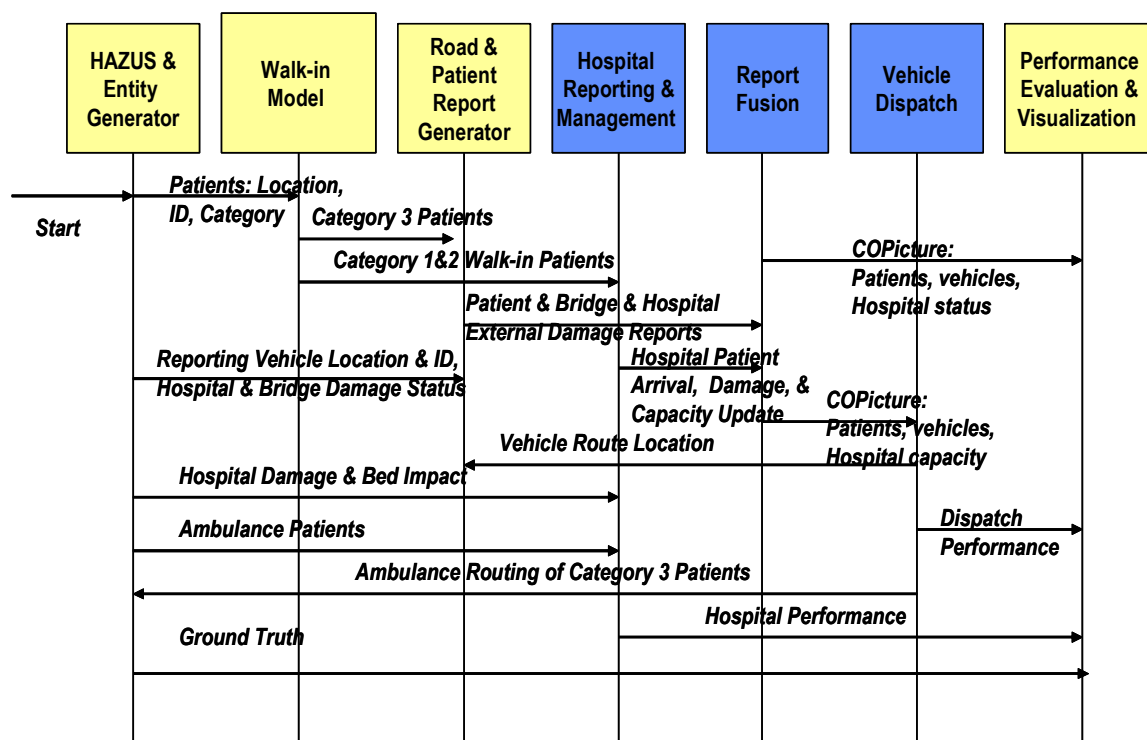 HAZUS &
Entity
Generator
Walk-in
Model
Road &
Patient
Report
Generator
Hospital
Reporting &
Management
Report
Fusion
Vehicle
Dispatch
Performance
Evaluation &
Visualization
Start
Patients: Location,
ID, Category
Category 3 Patients
Category 1&2 Walk-in Patients
COPicture:
Patients, vehicles,
Hospital status
Patient & Bridge & Hospital
External Damage Reports
Reporting Vehicle Location & ID,
Hospital & Bridge Damage Status
Hospital Patient
Arrival, Damage, &
Capacity Update
COPicture:
Patients, vehicles,
Hospital capacity
Vehicle Route Location
Hospital Damage & Bed Impact
Dispatch
Performance
Ambulance Patients
Ambulance Routing of Category 3 Patients
Hospital Performance
Ground Truth